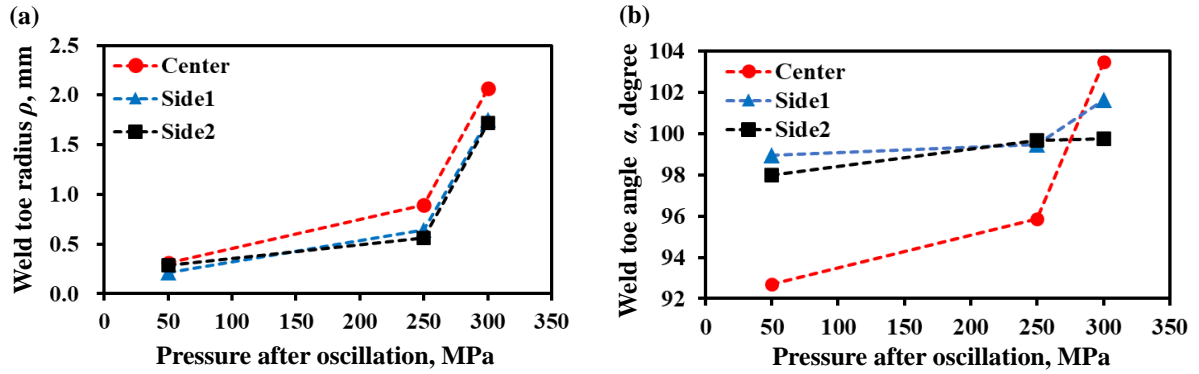 (a)
Weld toe radius ρ, mm
2.5
2.0
1.5
1.0
0.5
0.0
Center
Side1
Side2
0 50 100 150 200 250 300 350
Pressure after oscillation, MPa
(b)
Weld toe angle α, degree
104
102
100
98
96
94
92
Center
Side1
Side2
0 50 100 150 200 250 300 350
Pressure after oscillation, MPa